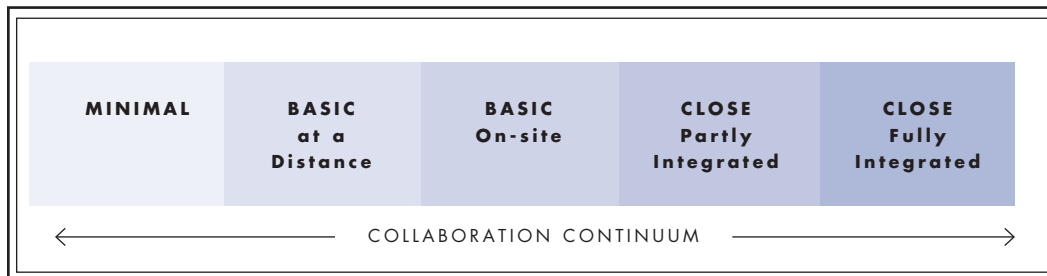 MINIMAL
BASIC
at a
Distance
BASIC
On-site
CLOSE
Partly
Integrated
CLOSE
Fully
Integrated
COLLABORATION CONTINUUM